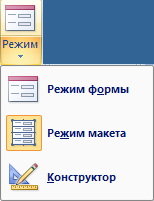 Режим
Режим формы
Режим макета
Конструктор